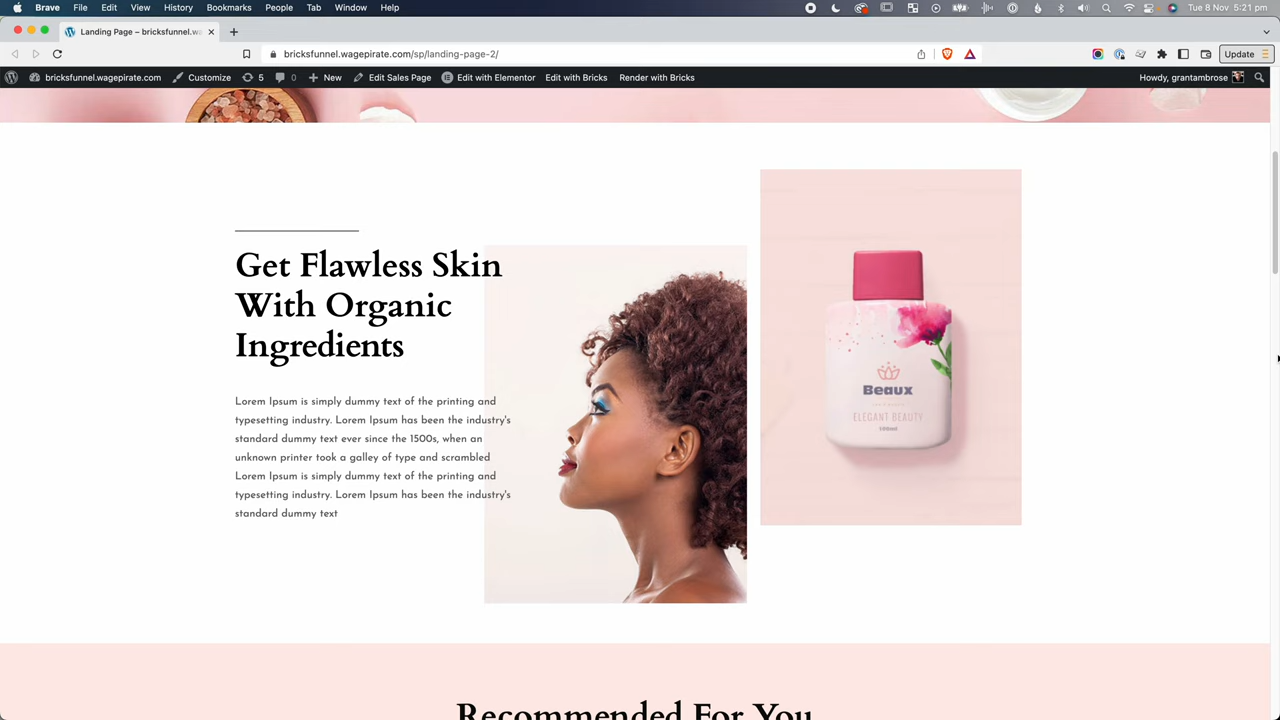 Brave File Edit View History Bookmarks People Tab Window Help Tue 8 Nov 5:21 pm
Landing Page – bricksfunnel.wa
bricksfunnel.wagepirate.com/sp/landing-page-2/ Update
bricksfunnel.wagepirate.com Customize 5 0 New Edit Sales Page Edit with Elementor Edit with Bricks Render with Bricks Howdy, grantambrose
Get Flawless Skin
With Organic
Ingredients
Lorem Ipsum is simply dummy text of the printing and
typesetting industry. Lorem Ipsum has been the industry's
standard dummy text ever since the 1500s, when an
unknown printer took a galley of type and scrambled
Lorem Ipsum is simply dummy text of the printing and
typesetting industry. Lorem Ipsum has been the industry's
standard dummy text
Beaux
ELEGANT BEAUTY
100ml
Recommended For You